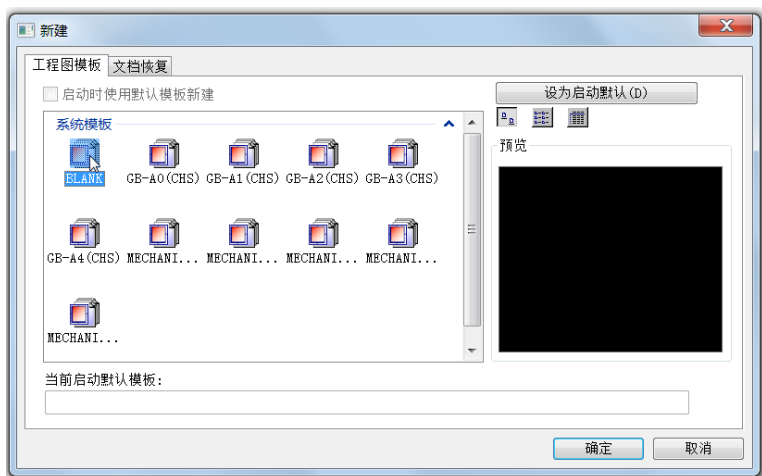 新建
工程图模板 文档恢复
启动时使用默认模板新建 设为启动默认(D)
系统模板
预览
BLANK GB-A0(CHS) GB-A1(CHS) GB-A2(CHS) GB-A3(CHS)
GB-A4(CHS) MECHANI... MECHANI... MECHANI... MECHANI...
MECHANI...
当前启动默认模板:
确定 取消